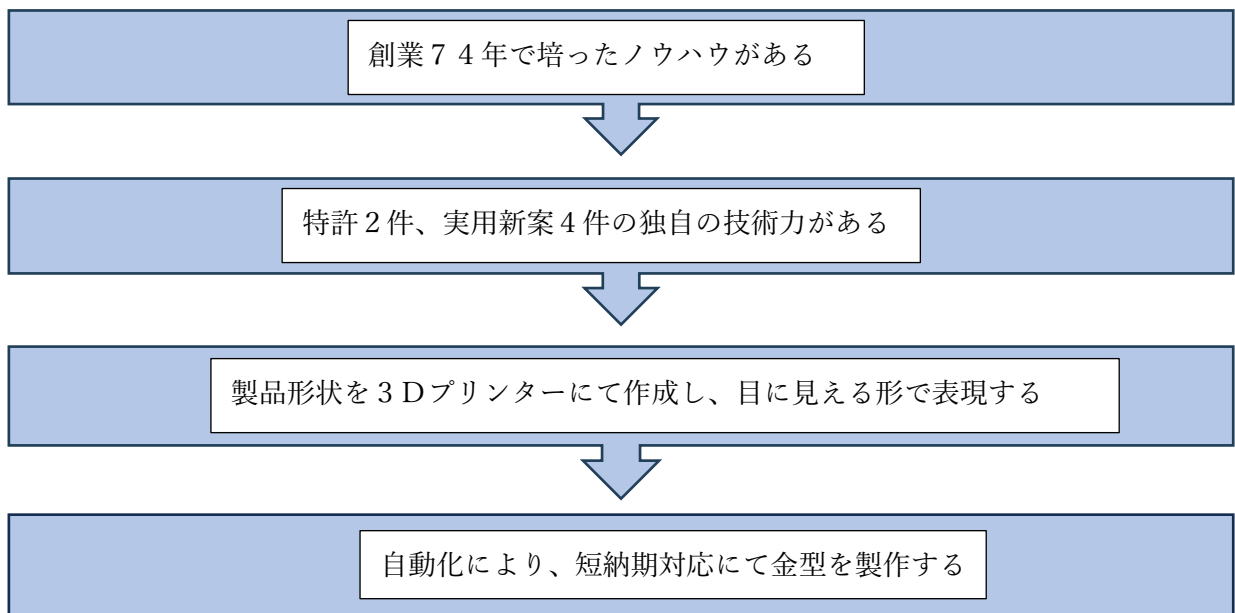 創業７４年で培ったノウハウがある
特許２件、実用新案４件の独自の技術力がある
製品形状を３Ｄプリンターにて作成し、目に見える形で表現する
自動化により、短納期対応にて金型を製作する